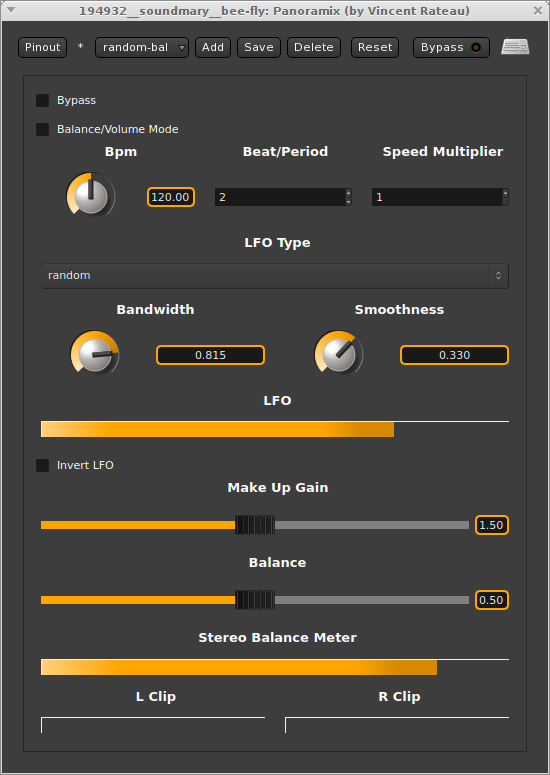 194932__soundmary__bee-fly: Panoramix (by Vincent Rateau)
Pinout * random-bal Add Save Delete Reset Bypass
Bypass
Balance/Volume Mode
Bpm Beat/Period Speed Multiplier
120.00 2 1
LFO Type
random
Bandwidth Smoothness
0.815 0.330
LFO
Invert LFO
Make Up Gain
1.50
Balance
0.50
Stereo Balance Meter
L Clip R Clip